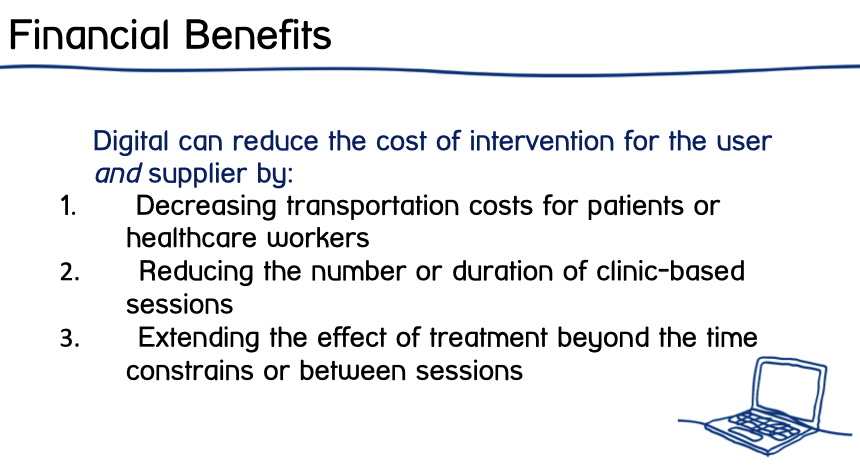 Financial Benefits
Digital can reduce the cost of intervention for the user
and supplier by:
1. Decreasing transportation costs for patients or
healthcare workers
2. Reducing the number or duration of clinic-based
sessions
3. Extending the effect of treatment beyond the time
constrains or between sessions